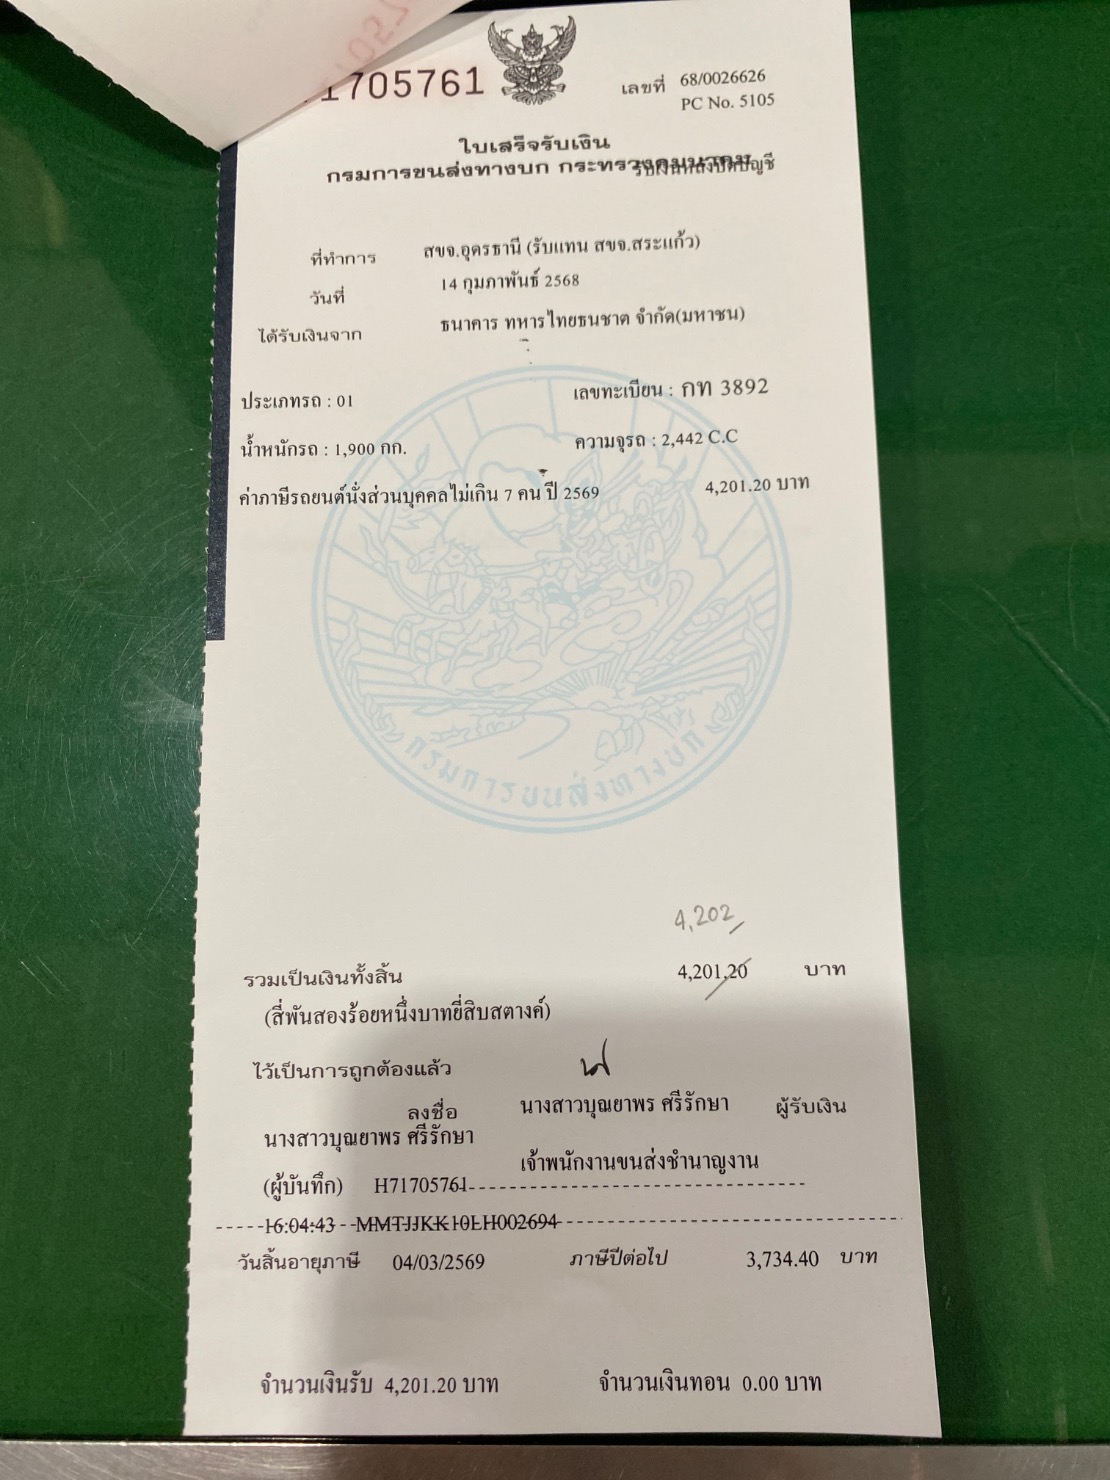 1705761
เลขที่ 68/0026626
PC No. 5105
ใบเสร็จรับเงิน
กรมการขนส่งทางบก กระทรวงคมนาคม
รับเงินหลังปิดบัญชี
ที่ทำการ สขจ.อุดรธานี (รับแทน สขจ.สระแก้ว)
วันที่ 14 กุมภาพันธ์ 2568
ได้รับเงินจาก ธนาคาร ทหารไทยธนชาต จำกัด(มหาชน)
ประเภทรถ : 01 เลขทะเบียน : กท 3892
น้ำหนักรถ : 1,900 กก. ความจุรถ : 2,442 C.C
ค่าภาษีรถยนต์นั่งส่วนบุคคลไม่เกิน 7 คน ปี 2569 4,201.20 บาท
กรมการขนส่งทางบก
4,202
รวมเป็นเงินทั้งสิ้น 4,201.20 บาท
(สี่พันสองร้อยหนึ่งบาทยี่สิบสตางค์)
ไว้เป็นการถูกต้องแล้ว
ลงชื่อ นางสาวบุณยาพร ศรีรักษา ผู้รับเงิน
นางสาวบุณยาพร ศรีรักษา
เจ้าพนักงานขนส่งชำนาญงาน
(ผู้บันทึก) H71705761
16:04:43 MMTJJKK10LH002694
วันสิ้นอายุภาษี 04/03/2569 ภาษีปีต่อไป 3,734.40 บาท
จำนวนเงินรับ 4,201.20 บาท จำนวนเงินทอน 0.00 บาท